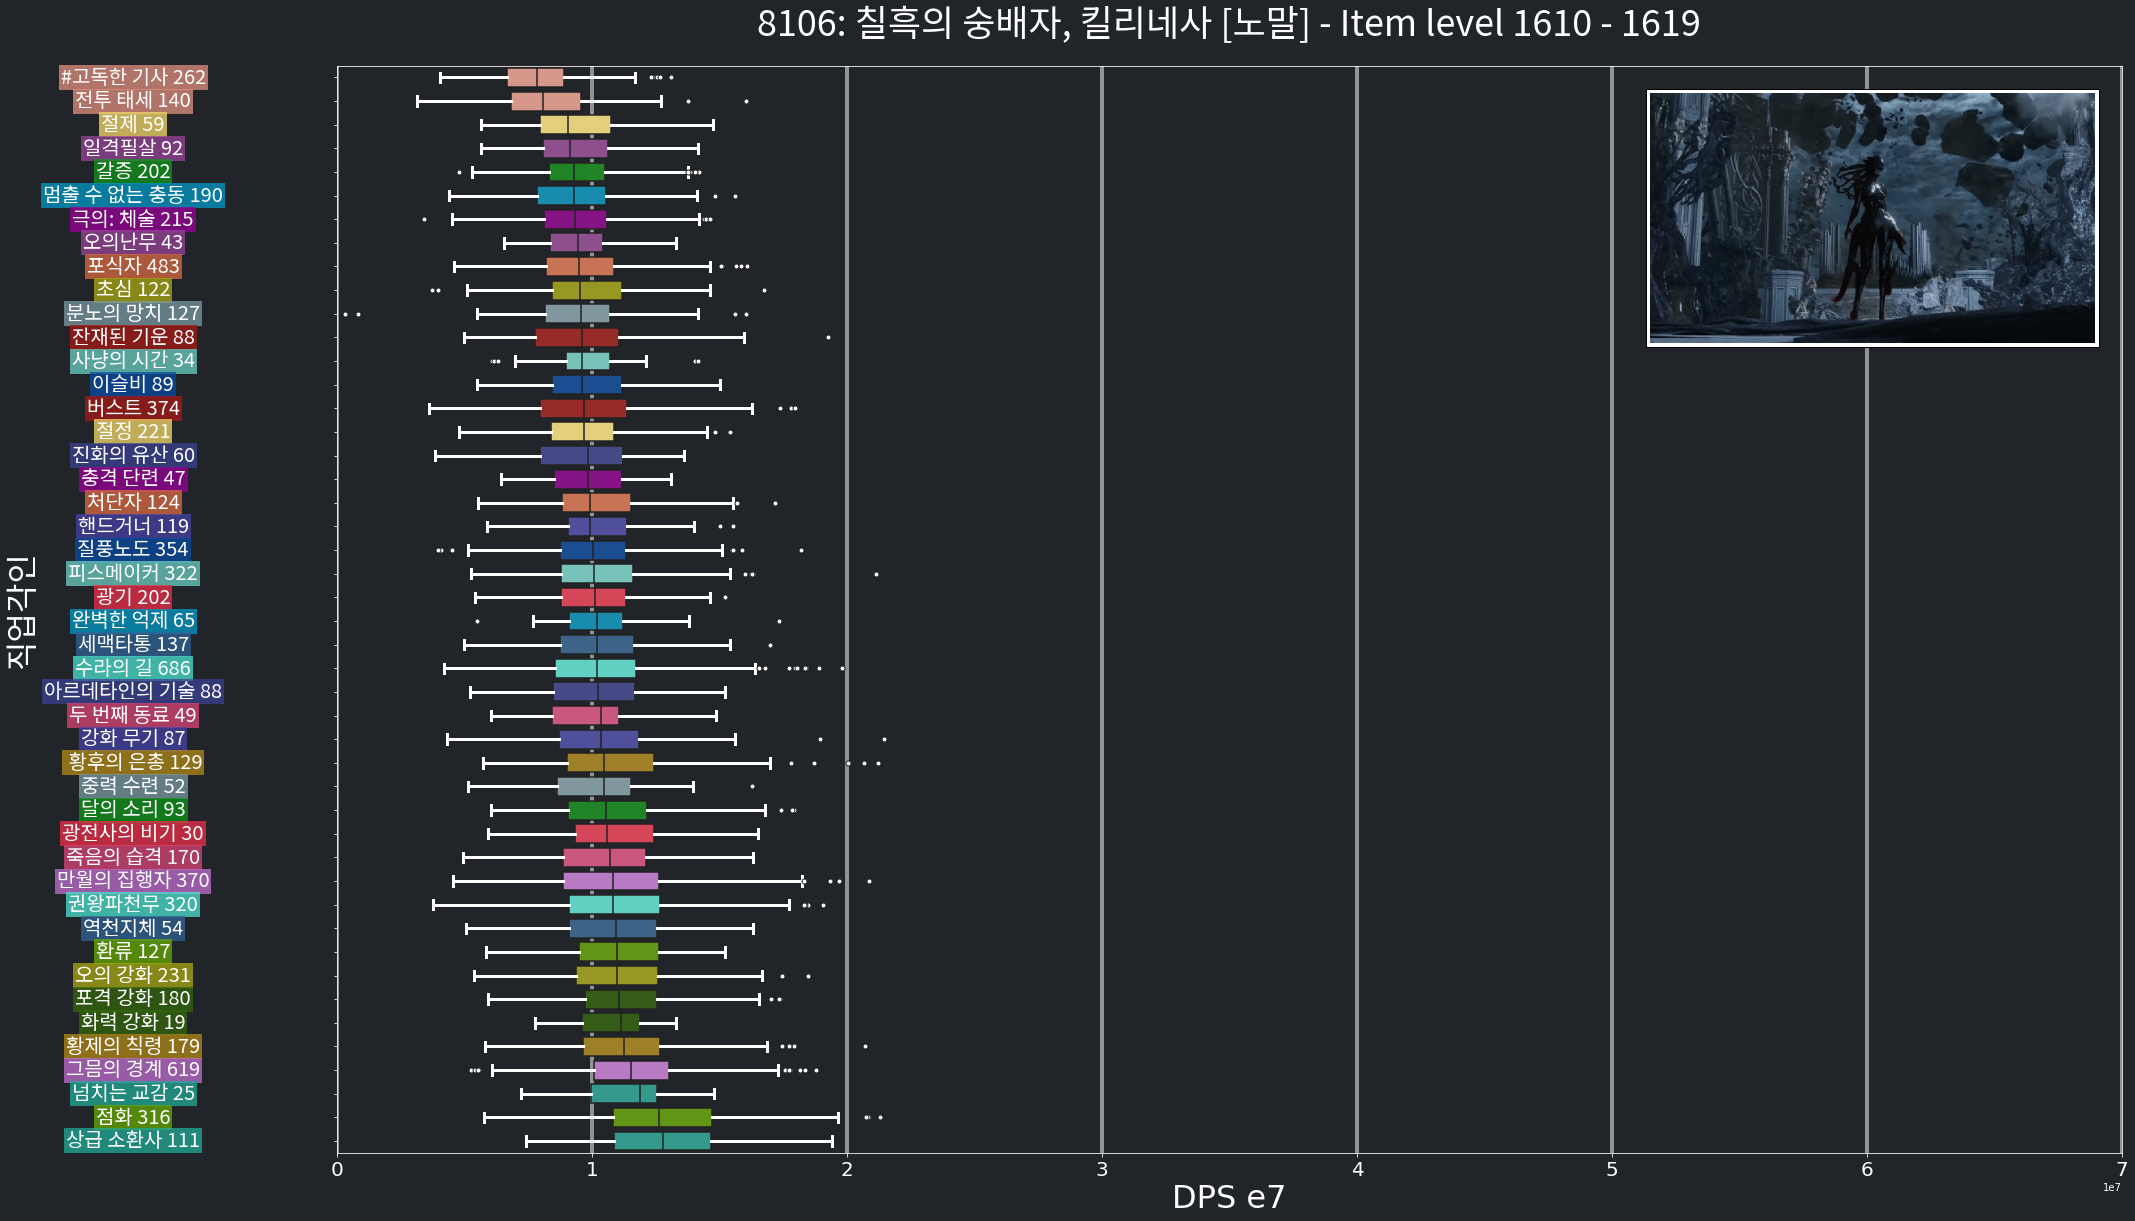 8106: 칠흑의 숭배자, 킬리네사 [노말] - Item level 1610 - 1619
#고독한 기사 262
전투 태세 140
절제 59
일격필살 92
갈증 202
멈출 수 없는 충동 190
극의: 체술 215
오의난무 43
포식자 483
초심 122
분노의 망치 127
잔재된 기운 88
사냥의 시간 34
이슬비 89
버스트 374
절정 221
진화의 유산 60
충격 단련 47
처단자 124
핸드거너 119
질풍노도 354
피스메이커 322
광기 202
완벽한 억제 65
세맥타통 137
수라의 길 686
아르데타인의 기술 88
두 번째 동료 49
강화 무기 87
황후의 은총 129
중력 수련 52
달의 소리 93
광전사의 비기 30
죽음의 습격 170
만월의 집행자 370
권왕파천무 320
역천지체 54
환류 127
오의 강화 231
포격 강화 180
화력 강화 19
황제의 칙령 179
그믐의 경계 619
넘치는 교감 25
점화 316
상급 소환사 111
직업각인
0 1 2 3 4 5 6 7
1e7
DPS e7